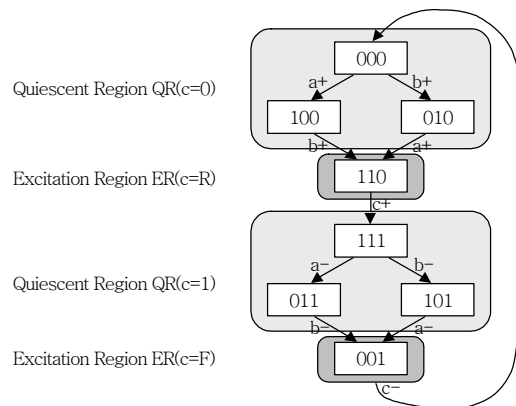 000
a+ b+
Quiescent Region QR(c=0)
100 010
b+ a+
Excitation Region ER(c=R)
110
c+
111
a− b−
Quiescent Region QR(c=1)
011 101
b− a−
Excitation Region ER(c=F)
001
c−